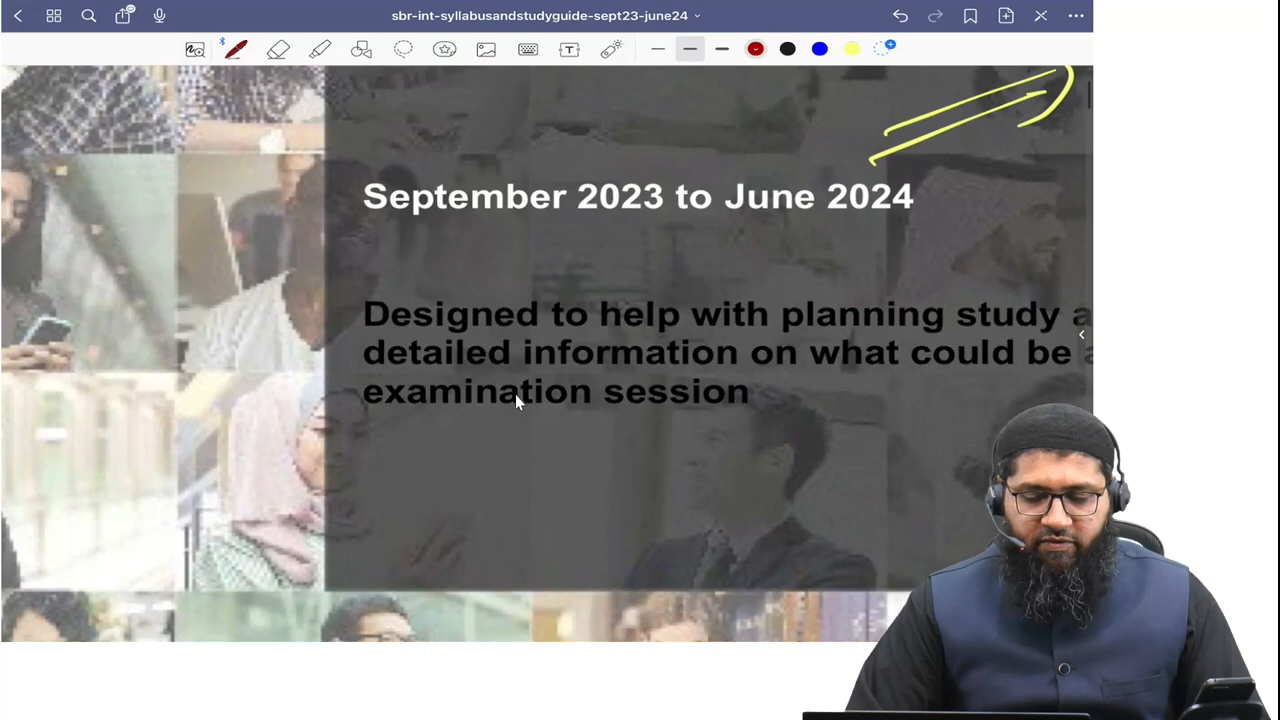 sbr-int-syllabusandstudyguide-sept23-june24
T
September 2023 to June 2024
Designed to help with planning study a
detailed information on what could be a
examination session